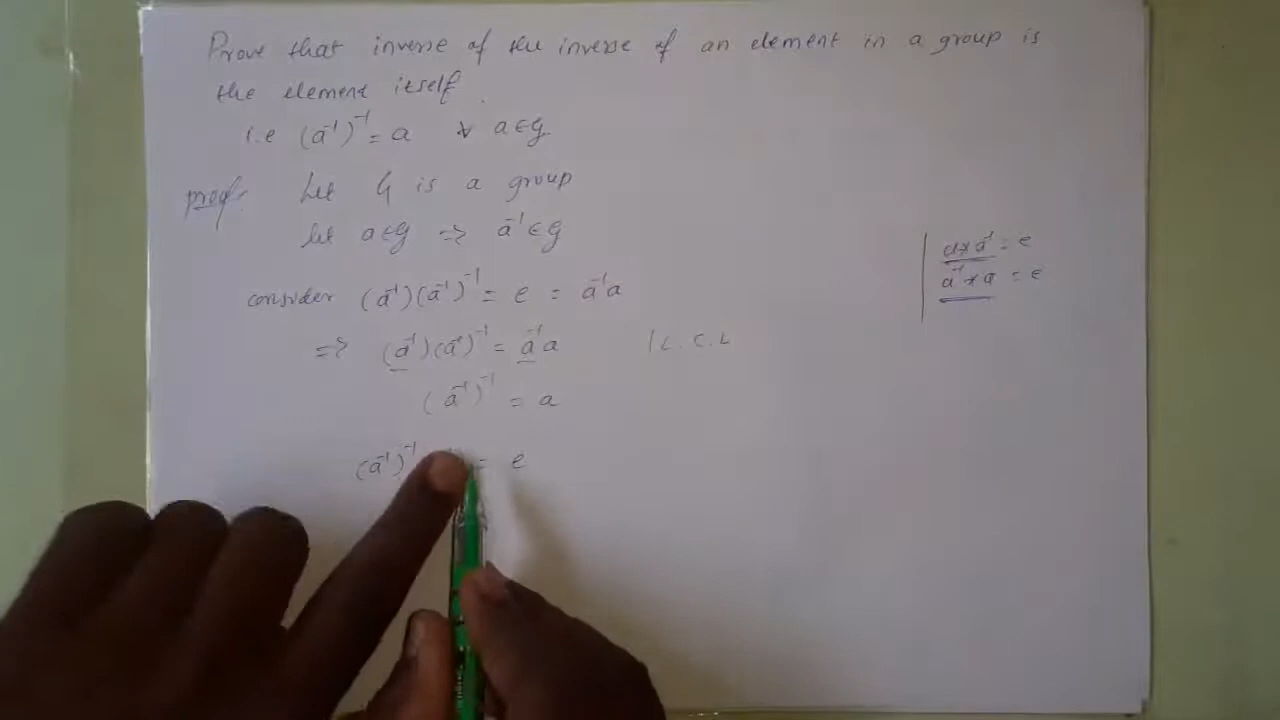 Prove that inverse of the inverse of an element in a group is
the element itself.
i.e (a⁻¹)⁻¹ = a ∀ a∈G.
proof: Let G is a group
let a∈G => a⁻¹∈G
consider (a⁻¹)(a⁻¹)⁻¹ = e = a⁻¹a
=> (a⁻¹)(a⁻¹)⁻¹ = a⁻¹a | L.C.L
(a⁻¹)⁻¹ = a
(a⁻¹)⁻¹ = e
a*a⁻¹ = e
a⁻¹*a = e